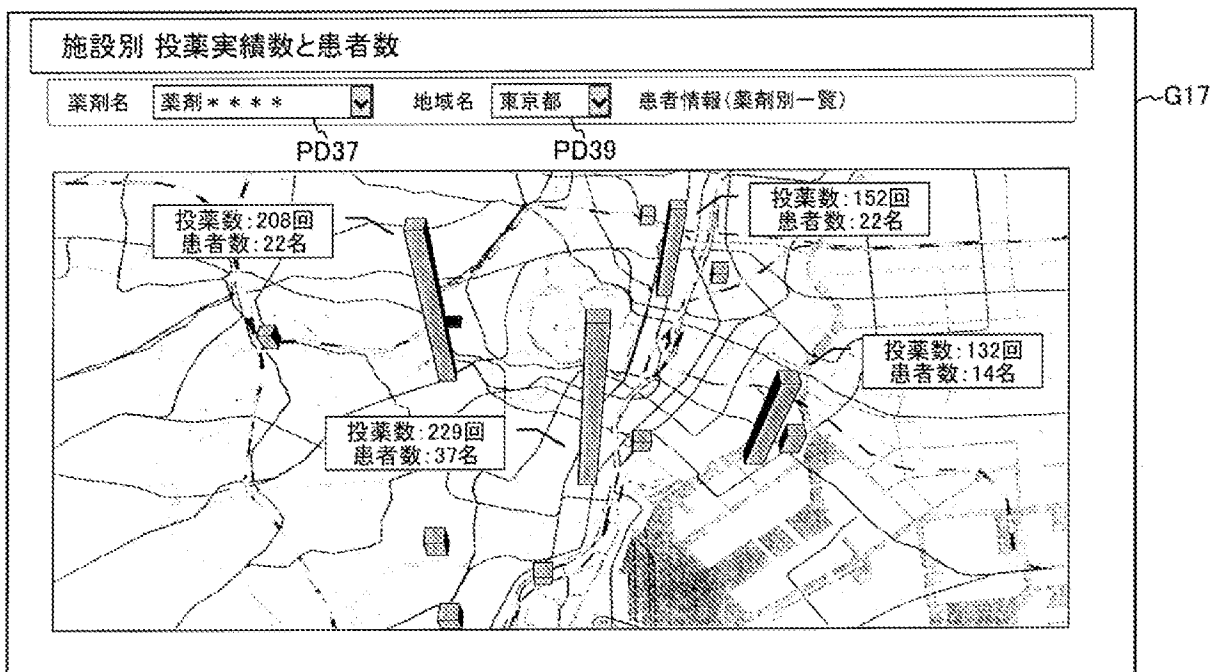 施設別 投薬実績数と患者数
薬剤名 薬剤**** 地域名 東京都 患者情報(薬剤別一覧)
G17
PD37 PD39
投薬数:208回
患者数:22名
投薬数:152回
患者数:22名
投薬数:132回
患者数:14名
投薬数:229回
患者数:37名